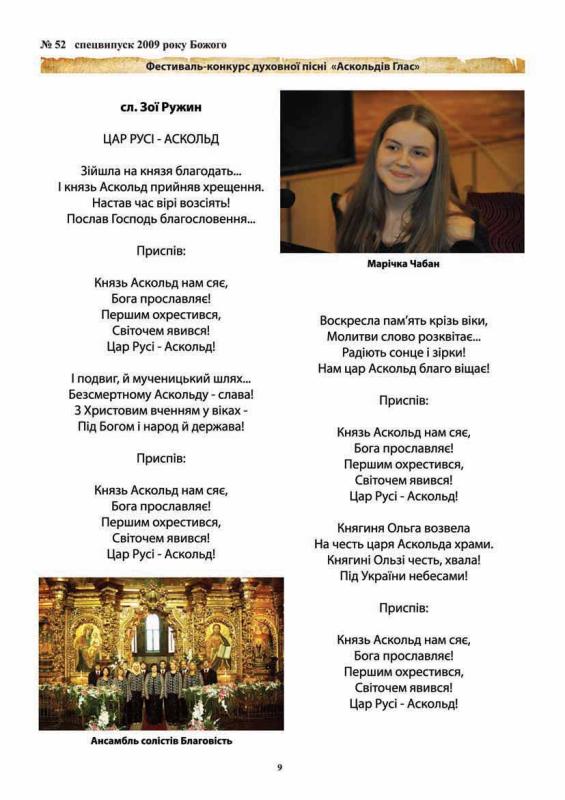 № 52 спецвипуск 2009 року Божого
Фестиваль-конкурс духовної пісні «Аскольдів Глас»
сл. Зої Ружин
ЦАР РУСІ - АСКОЛЬД
Зійшла на князя благодать...
І князь Аскольд прийняв хрещення.
Настав час вірі возсіять!
Послав Господь благословення...
Приспів:
Князь Аскольд нам сяє,
Бога прославляє!
Першим охрестився,
Світочем явився!
Цар Русі - Аскольд!
І подвиг, й мученицький шлях...
Безсмертному Аскольду - слава!
З Христовим вченням у віках -
Під Богом і народ й держава!
Приспів:
Князь Аскольд нам сяє,
Бога прославляє!
Першим охрестився,
Світочем явився!
Цар Русі - Аскольд!
Ансамбль солістів Благовість
Марічка Чабан
Воскресла пам'ять крізь віки,
Молитви слово розквітає...
Радіють сонце і зірки!
Нам цар Аскольд благо віщає!
Приспів:
Князь Аскольд нам сяє,
Бога прославляє!
Першим охрестився,
Світочем явився!
Цар Русі - Аскольд!
Княгиня Ольга возвела
На честь царя Аскольда храми.
Княгині Ользі честь, хвала!
Під України небесами!
Приспів:
Князь Аскольд нам сяє,
Бога прославляє!
Першим охрестився,
Світочем явився!
Цар Русі - Аскольд!
9